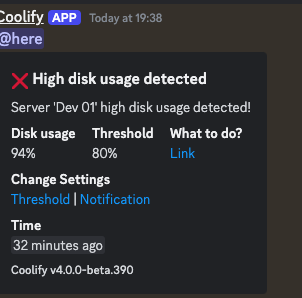 Coolify APP Today at 19:38
@here
❌ High disk usage detected
Server 'Dev 01' high disk usage detected!
Disk usage Threshold What to do?
94% 80% Link
Change Settings
Threshold | Notification
Time
32 minutes ago
Coolify v4.0.0-beta.390